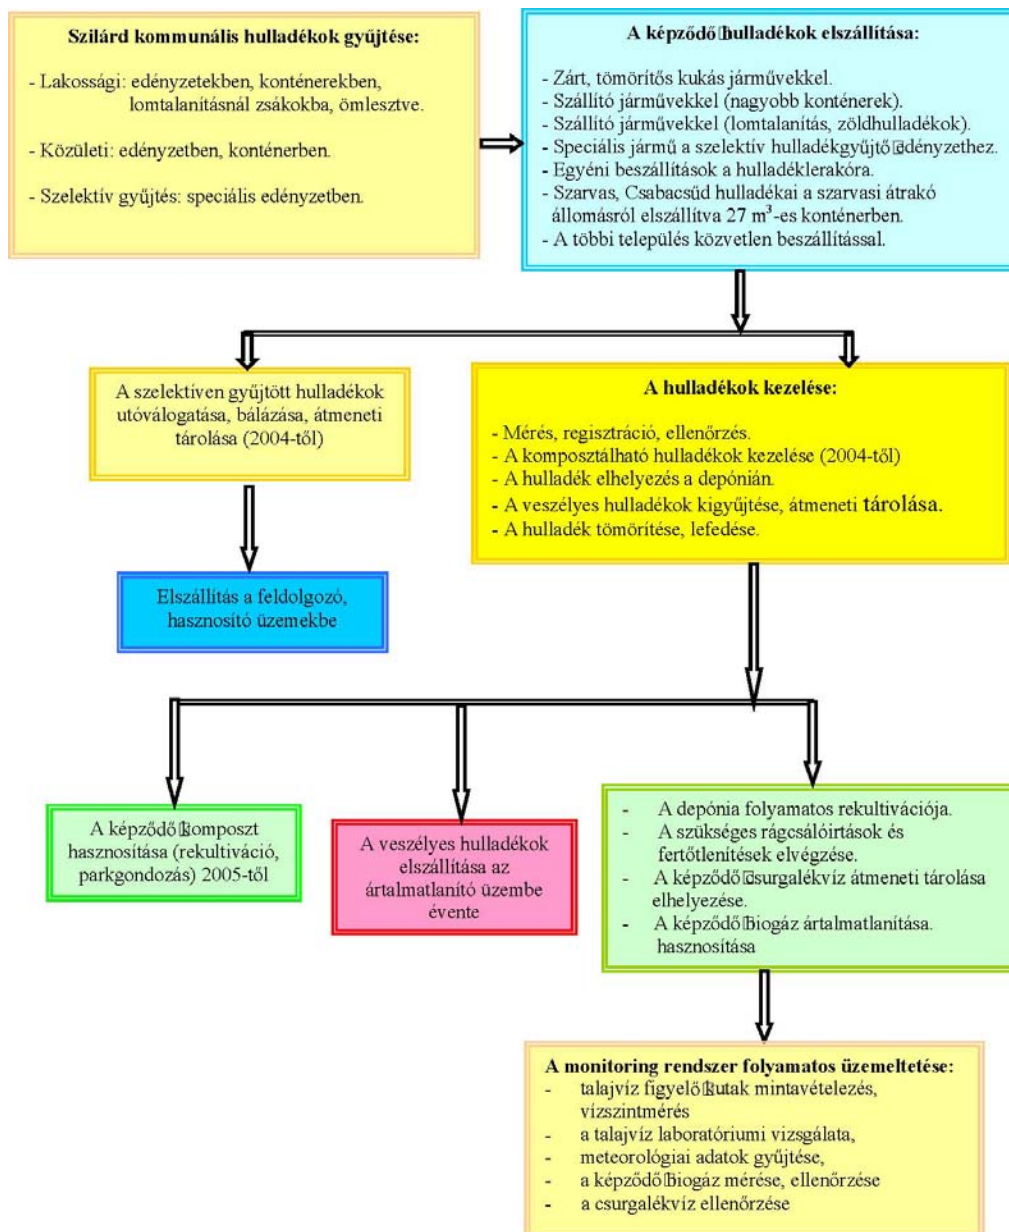 Szilárd kommunális hulladékok gyűjtése:
- Lakossági: edényzetekben, konténerekben,
lomtalanításnál zsákokba, ömlesztve.
- Közületi: edényzetben, konténerben.
- Szelektív gyűjtés: speciális edényzetben.
A képződő hulladékok elszállítása:
- Zárt, tömörítős kukás járművekkel.
- Szállító járművekkel (nagyobb konténerek).
- Szállító járművekkel (lomtalanítás, zöldhulladékok).
- Speciális jármű a szelektív hulladékgyűjtő edényzethez.
- Egyéni beszállítások a hulladéklerakóra.
- Szarvas, Csabacsűd hulladékai a szarvasi átrakó
állomásról elszállítva 27 m³-es konténerben.
- A többi település közvetlen beszállítással.
A szelektíven gyűjtött hulladékok
utóválogatása, bálázása, átmeneti
tárolása (2004-től)
A hulladékok kezelése:
- Mérés, regisztráció, ellenőrzés.
- A komposztálható hulladékok kezelése (2004-től)
- A hulladék elhelyezés a depónián.
- A veszélyes hulladékok kigyűjtése, átmeneti tárolása.
- A hulladék tömörítése, lefedése.
Elszállítás a feldolgozó,
hasznosító üzemekbe
A képződő komposzt
hasznosítása (rekultiváció,
parkgondozás) 2005-től
A veszélyes hulladékok
elszállítása az
ártalmatlanító üzembe
évente
- A depónia folyamatos rekultivációja.
- A szükséges rágcsálóirtások és
fertőtlenítések elvégzése.
- A képződő csurgalékvíz átmeneti tárolása
elhelyezése.
- A képződő biogáz ártalmatlanítása.
hasznosítása
A monitoring rendszer folyamatos üzemeltetése:
- talajvíz figyelő kutak mintavételezés,
vízszintmérés
- a talajvíz laboratóriumi vizsgálata,
- meteorológiai adatok gyűjtése,
- a képződő biogáz mérése, ellenőrzése
- a csurgalékvíz ellenőrzése